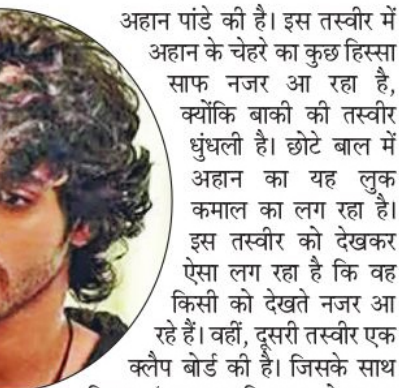 अहान पांडे की है। इस तस्वीर में
अहान के चेहरे का कुछ हिस्सा
साफ नजर आ रहा है,
क्योंकि बाकी की तस्वीर
धुंधली है। छोटे बाल में
अहान का यह लुक
कमाल का लग रहा है।
इस तस्वीर को देखकर
ऐसा लग रहा है कि वह
किसी को देखते नजर आ
रहे हैं। वहीं, दूसरी तस्वीर एक
क्लैप बोर्ड की है। जिसके साथ